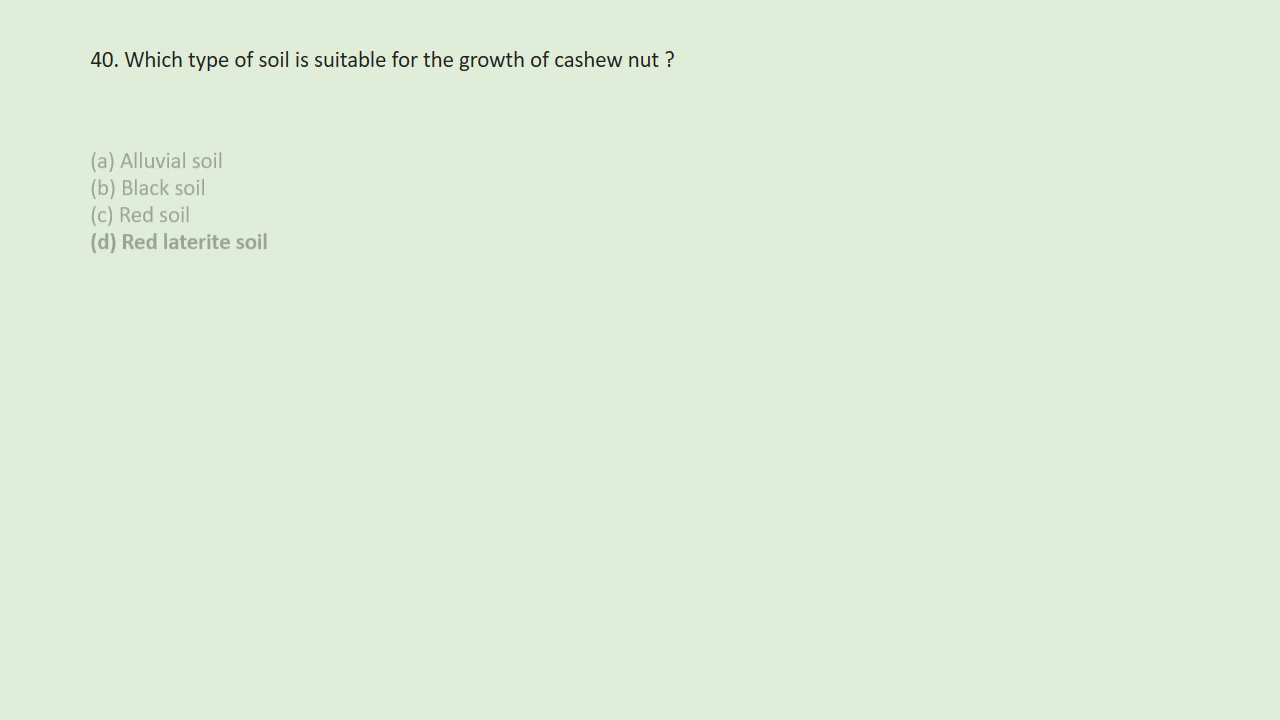 40. Which type of soil is suitable for the growth of cashew nut ?
(a) Alluvial soil
(b) Black soil
(c) Red soil
(d) Red laterite soil